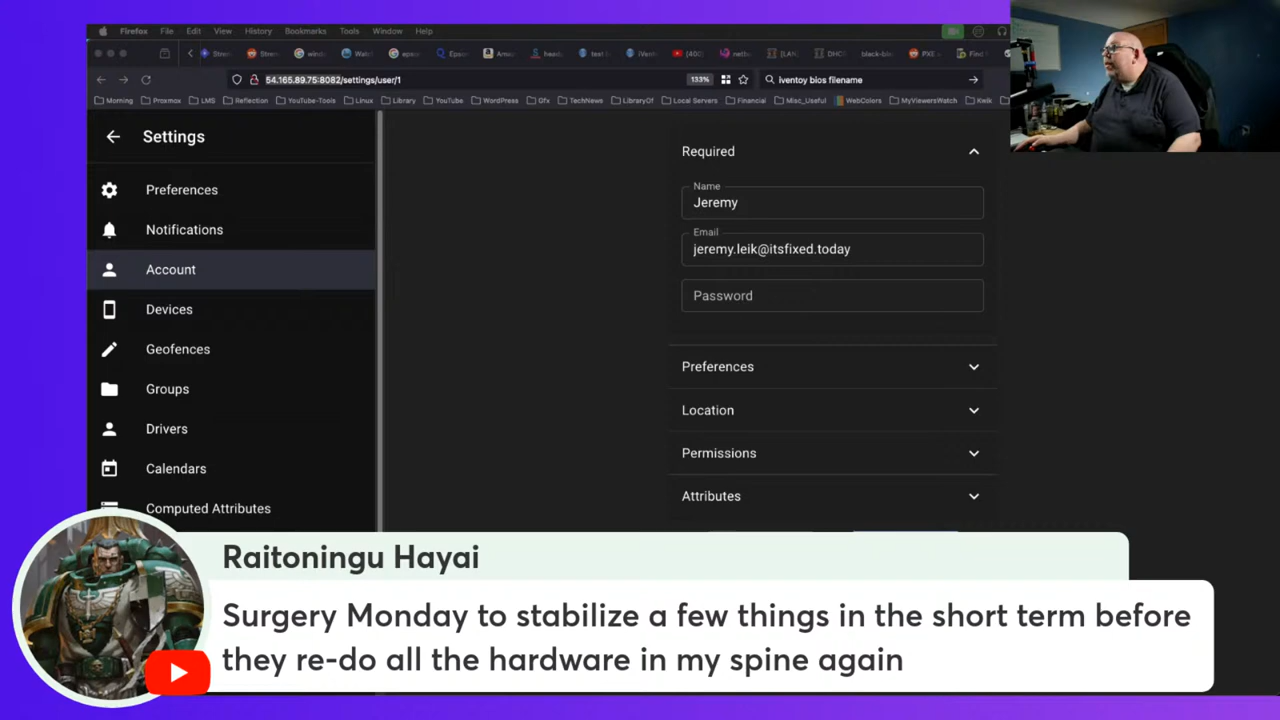 Firefox File Edit View History Bookmarks Tools Window Help
54.165.89.75:8082/settings/user/1
133%
iventoy bios filename
Morning Proxmox LMS Reflection YouTube-Tools Linux Library YouTube WordPress Gfx TechNews LibraryOf Local Servers Financial Misc_Useful WebColors MyViewersWatch Kwik
Settings
Preferences
Notifications
Account
Devices
Geofences
Groups
Drivers
Calendars
Computed Attributes
Required
Name
Jeremy
Email
jeremy.leik@itsfixed.today
Password
Preferences
Location
Permissions
Attributes
Raitoningu Hayai
Surgery Monday to stabilize a few things in the short term before
they re-do all the hardware in my spine again